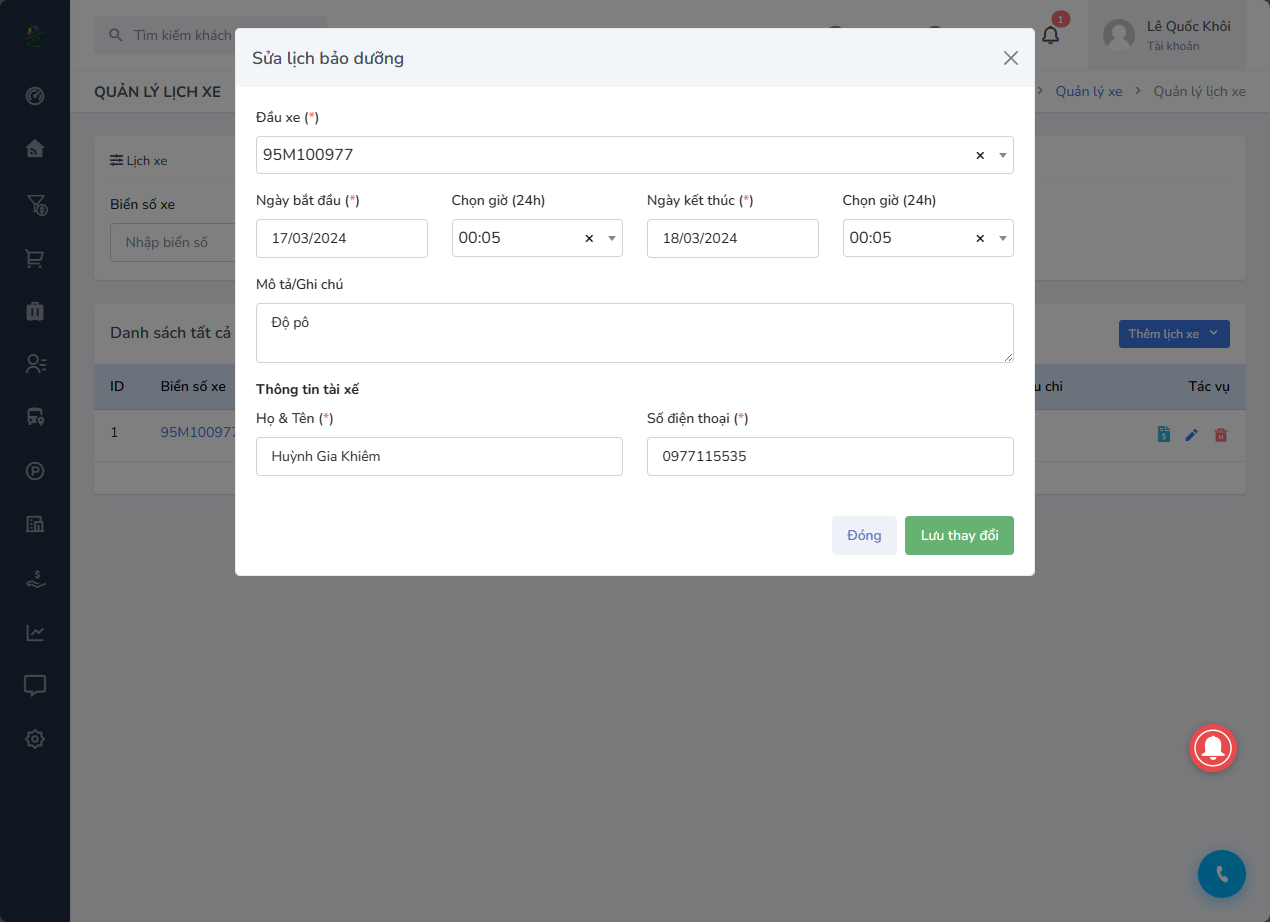 Tìm kiếm khách
1
Lê Quốc Khôi
Tài khoản
QUẢN LÝ LỊCH XE
Quản lý xe
Quản lý lịch xe
Sửa lịch bảo dưỡng
Lịch xe
Biển số xe
Nhập biển số
Đầu xe (*)
95M100977
Ngày bắt đầu (*) Chọn giờ (24h) Ngày kết thúc (*) Chọn giờ (24h)
17/03/2024 00:05 18/03/2024 00:05
Mô tả/Ghi chú
Độ pô
Thông tin tài xế
Họ & Tên (*) Số điện thoại (*)
Huỳnh Gia Khiêm 0977115535
Đóng Lưu thay đổi
Danh sách tất cả
Thêm lịch xe
ID Biển số xe chi Tác vụ
1 95M100977